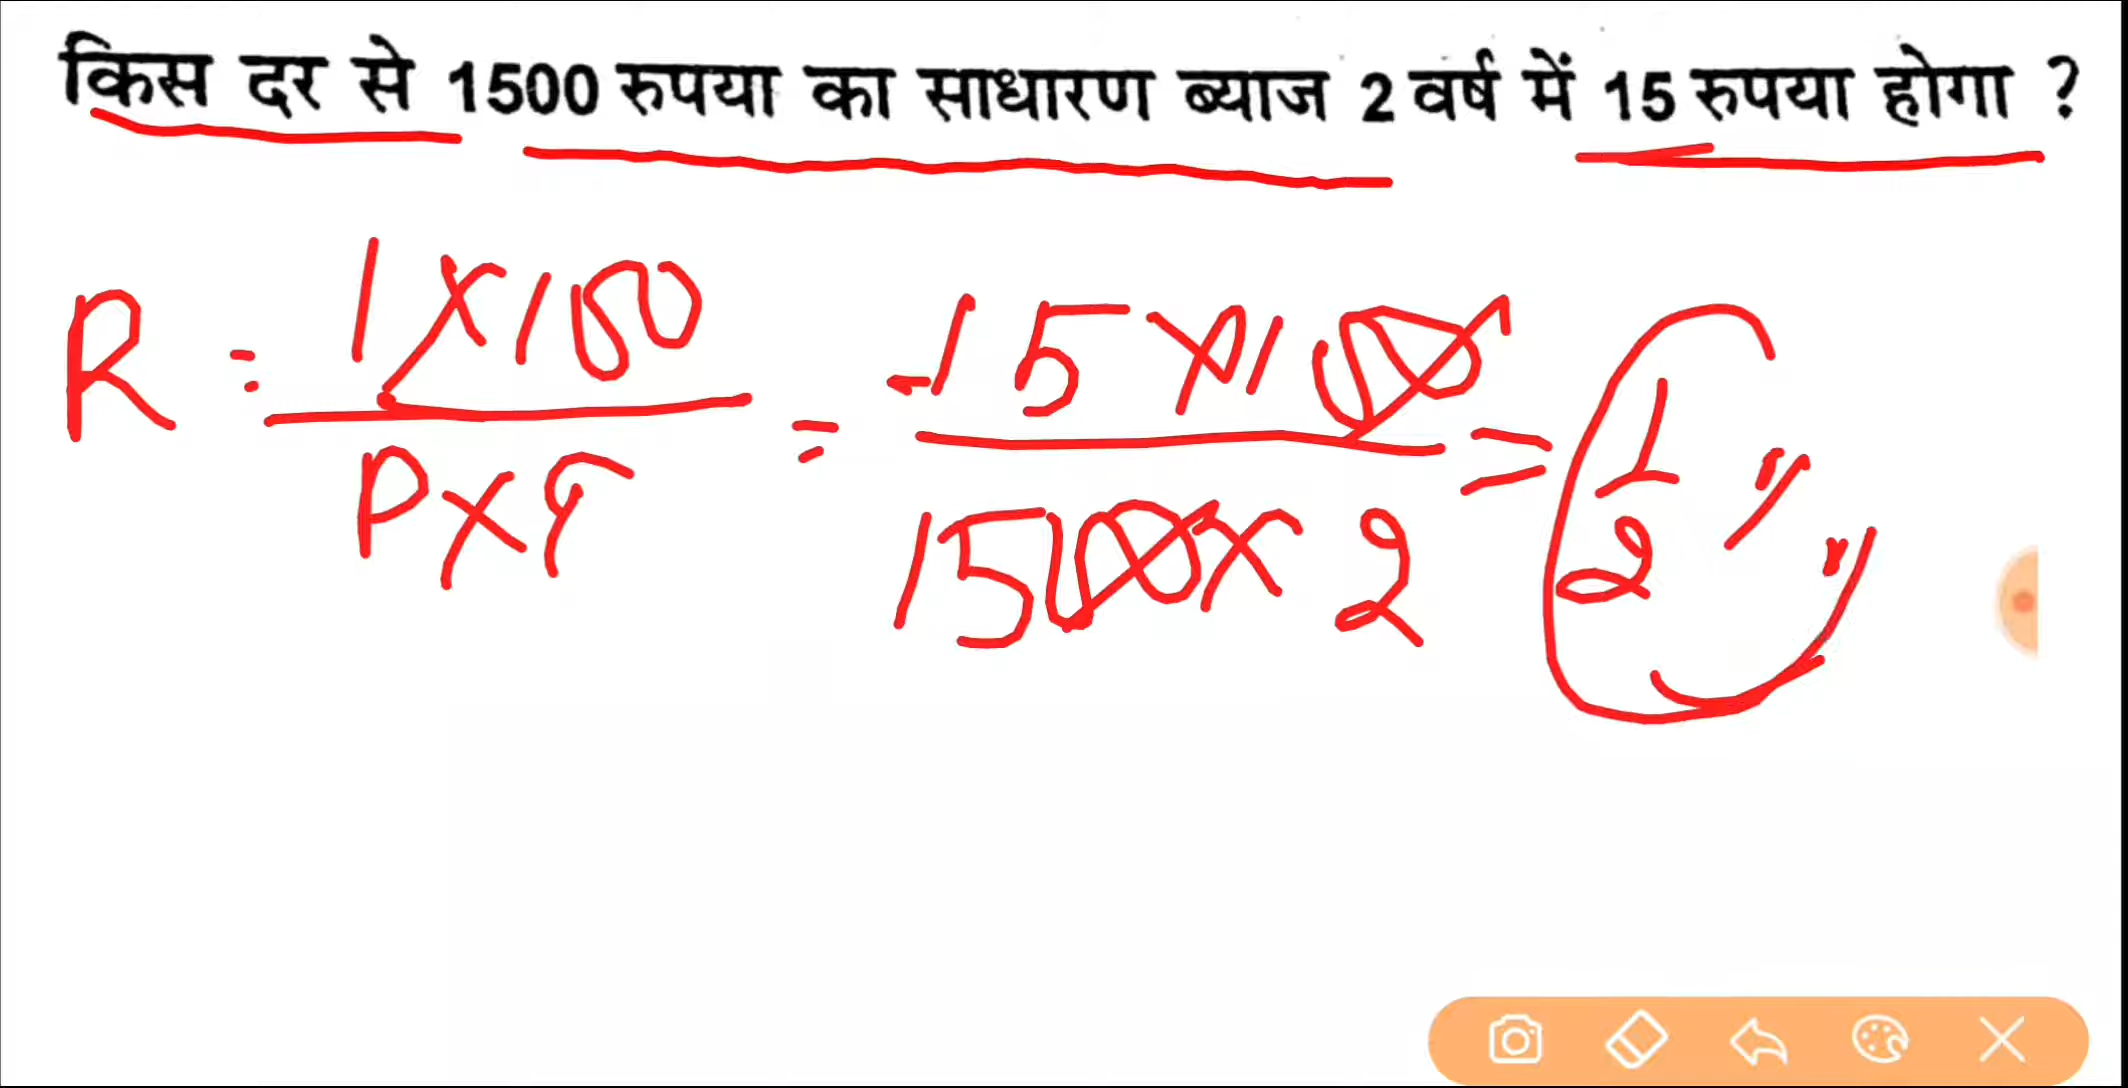 किस दर से 1500 रुपया का साधारण ब्याज 2 वर्ष में 15 रुपया होगा ?
R = I×100 / P×T = 15×100 / 1500×2 = 1/2 %